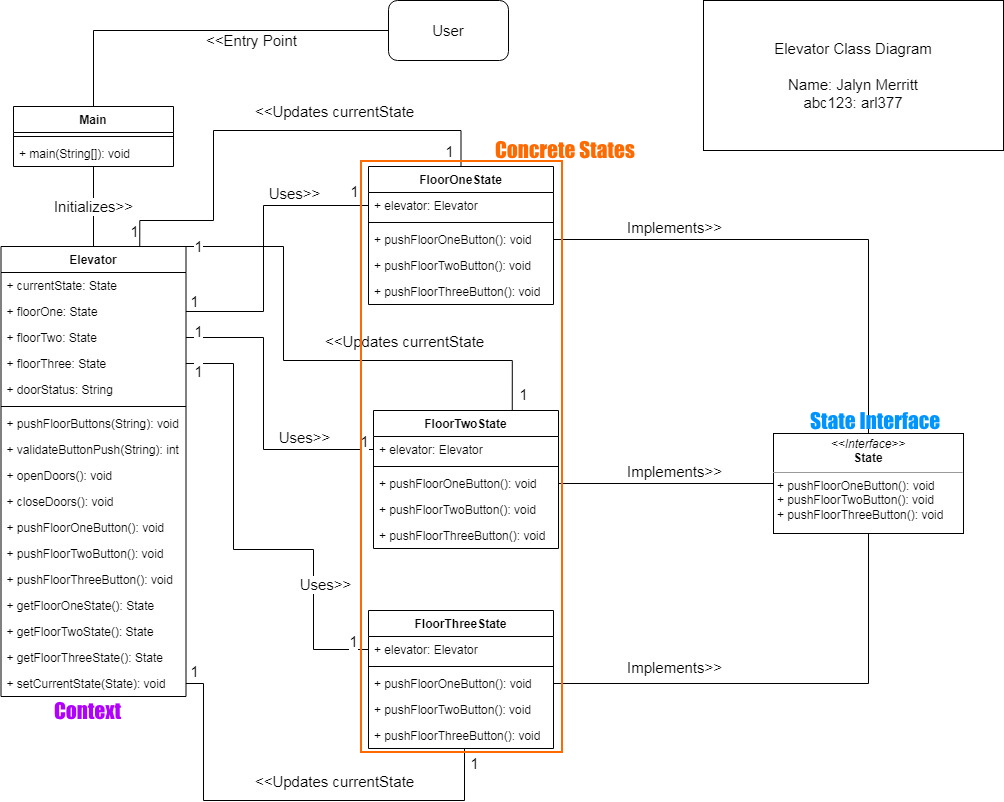 User
<<Entry Point
Elevator Class Diagram
Name: Jalyn Merritt
abc123: arl377
Main
+ main(String[]): void
Initializes>>
<<Updates currentState
1
1
Concrete States
Uses>>
1
1
FloorOneState
+ elevator: Elevator
+ pushFloorOneButton(): void
+ pushFloorTwoButton(): void
+ pushFloorThreeButton(): void
Implements>>
Elevator
+ currentState: State
+ floorOne: State
+ floorTwo: State
+ floorThree: State
+ doorStatus: String
+ pushFloorButtons(String): void
+ validateButtonPush(String): int
+ openDoors(): void
+ closeDoors(): void
+ pushFloorOneButton(): void
+ pushFloorTwoButton(): void
+ pushFloorThreeButton(): void
+ getFloorOneState(): State
+ getFloorTwoState(): State
+ getFloorThreeState(): State
+ setCurrentState(State): void
Context
1
<<Updates currentState
1
1
Uses>>
1
FloorTwoState
+ elevator: Elevator
+ pushFloorOneButton(): void
+ pushFloorTwoButton(): void
+ pushFloorThreeButton(): void
Implements>>
State Interface
<<Interface>>
State
+ pushFloorOneButton(): void
+ pushFloorTwoButton(): void
+ pushFloorThreeButton(): void
1
Uses>>
1
FloorThreeState
+ elevator: Elevator
+ pushFloorOneButton(): void
+ pushFloorTwoButton(): void
+ pushFloorThreeButton(): void
Implements>>
1
<<Updates currentState
1